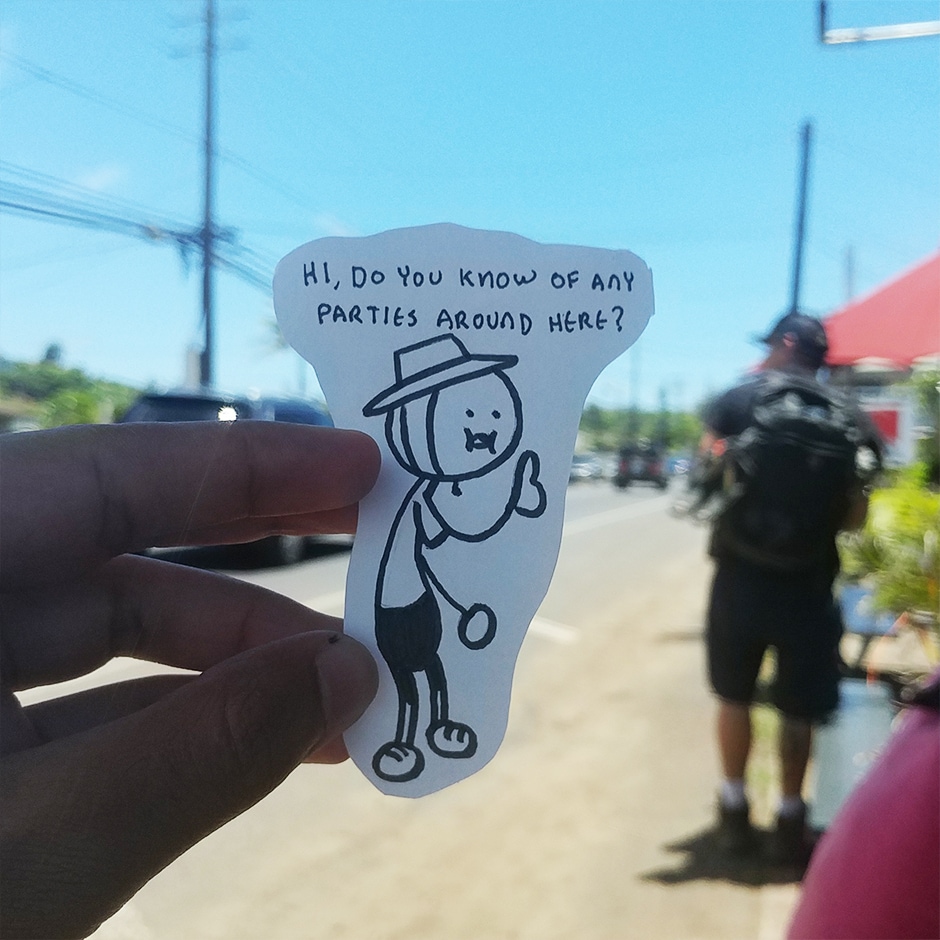 HI, DO YOU KNOW OF ANY
PARTIES AROUND HERE?